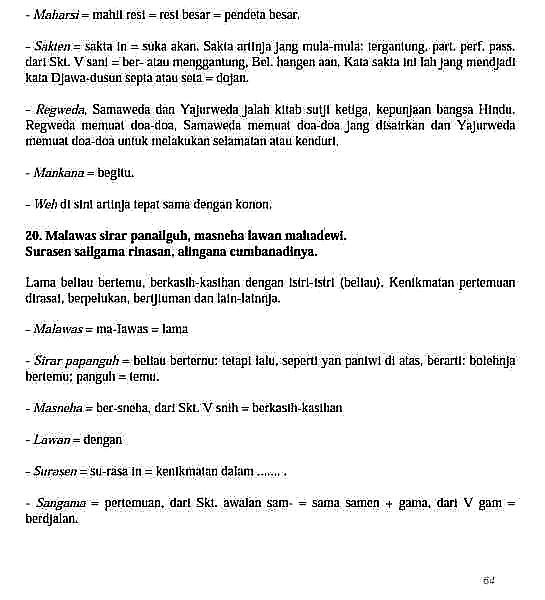 - Maharsi = mahir resi = resi besar = pendeta besar.
- Sakten = sakta in = suka akan. Sakta artinja jang mula-mula: tergantung, part. perf. pass.
dari Skt. V sani = ber- atau menggantung, Bel. hangen aan, Kata sakta ini lah jang mendjadi
kata Djawa-dusun septa atau seta = dojan.
- Regweda, Samaweda dan Yajurweda jalah kitab sutji ketiga, kepunjaan bangsa Hindu.
Regweda memuat doa-doa, Samaweda memuat doa-doa jang disairkan dan Yajurweda
memuat doa-doa untuk melakukan selamatan atau kenduri.
- Mankana = begitu.
- Weh di sini artinja tepat sama dengan konon.
20. Malawas sirar panailguh, masneha lawan mahadewi.
Surasen sailgama rinasan, alingana cumbanadinya.
Lama beliau bertemu, berkasih-kasihan dengan istri-istri (beliau). Kenikmatan pertemuan
dirasai, berpelukan, bertjiuman dan lain-lainnja.
- Malawas = ma-lawas = lama
- Sirar papanguh = beliau bertemu: tetapi lalu, seperti yan paniwi di atas, berarti: bolehnja
bertemu; panguh = temu.
- Masneha = ber-sneha, dari Skt. V snih = berkasih-kasihan
- Lawan = dengan
- Surasen = su-rasa in = kenikmatan dalam ....... .
- Sangama = pertemuan, dari Skt. awalan sam- = sama samen + gama, dari V gam =
berdjalan.
64